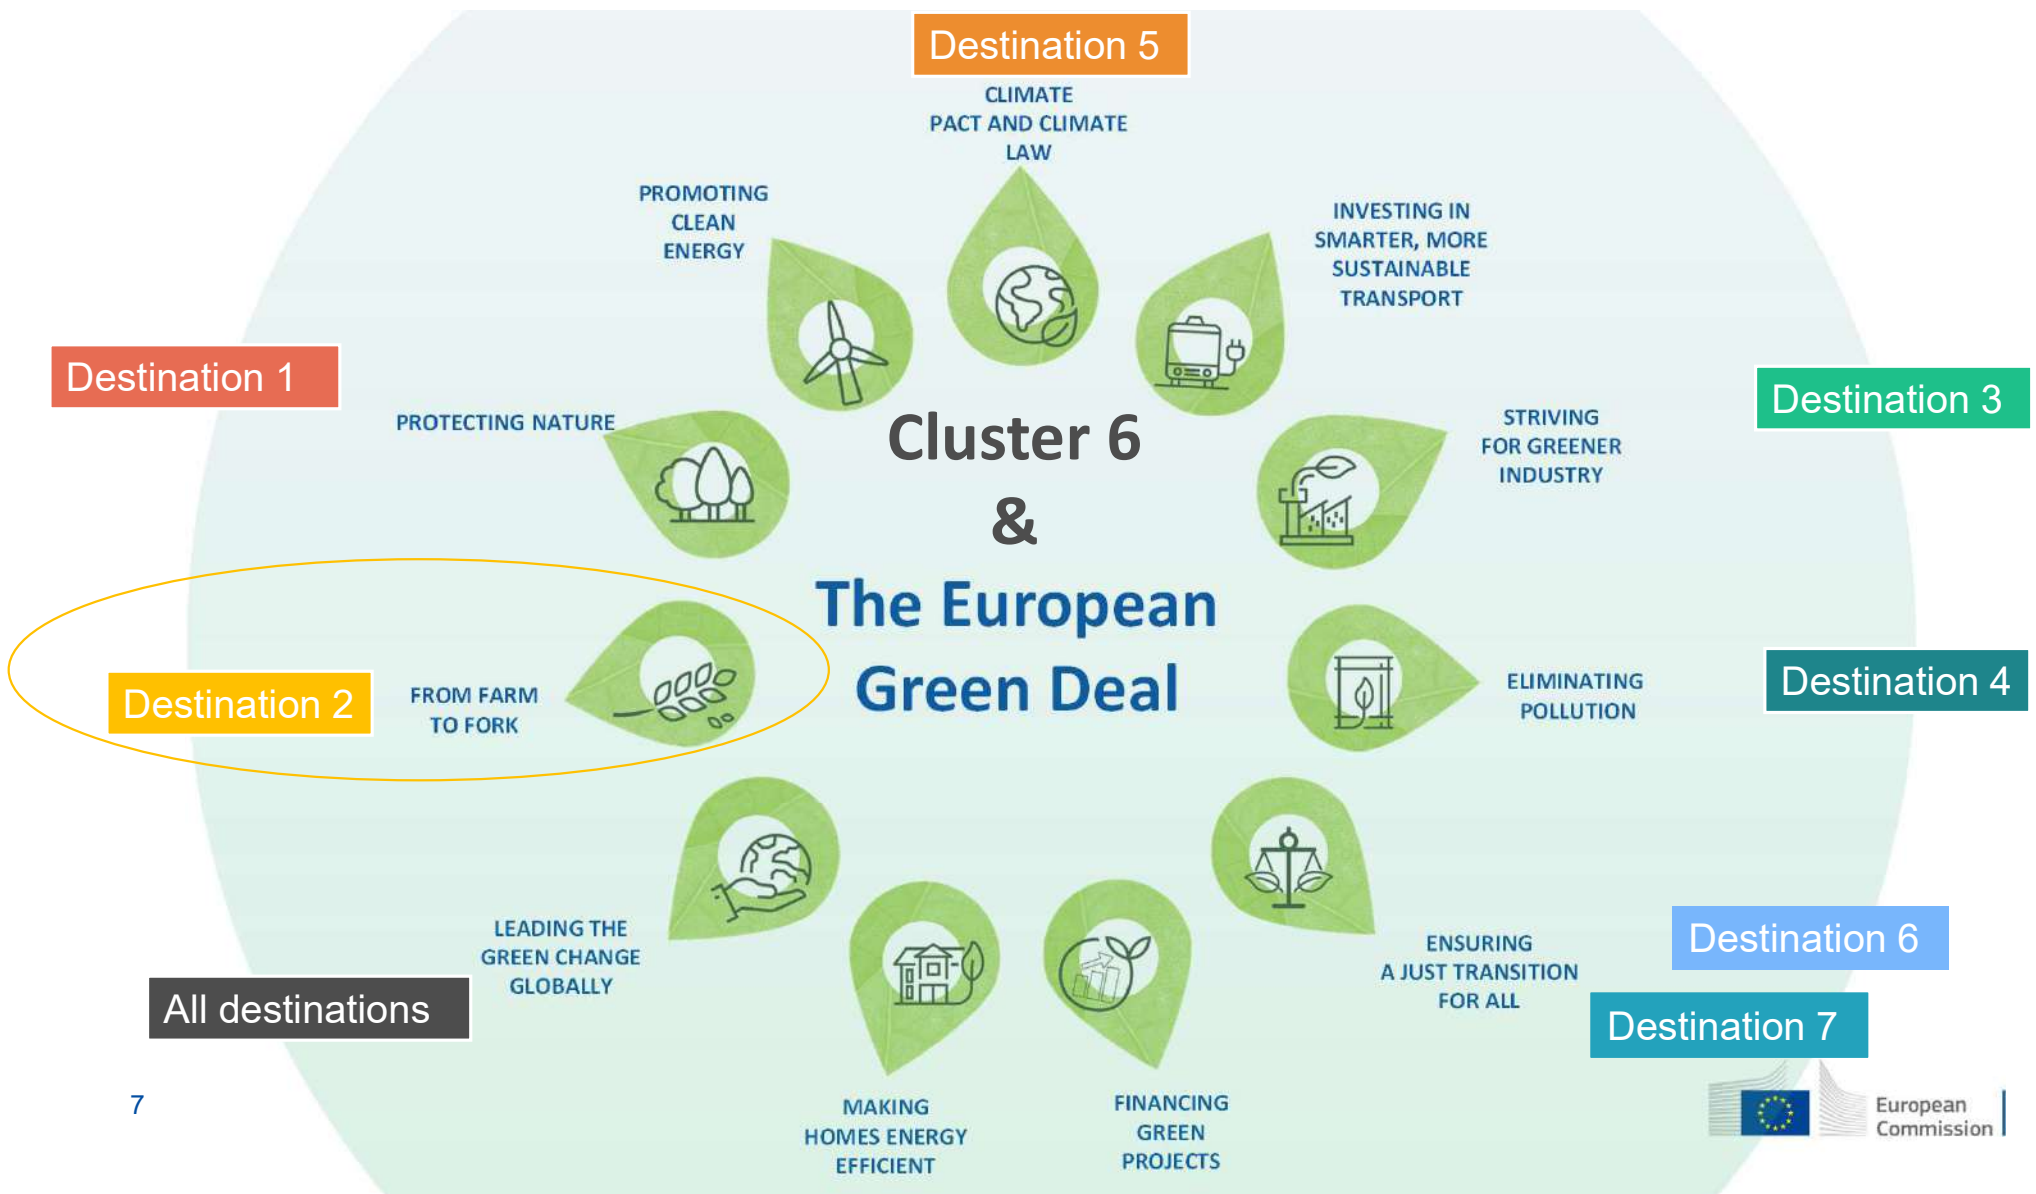 Destination 5
CLIMATE
PACT AND CLIMATE
LAW
PROMOTING
CLEAN
ENERGY
INVESTING IN
SMARTER, MORE
SUSTAINABLE
TRANSPORT
Destination 1
PROTECTING NATURE
Cluster 6
&
The European
Green Deal
STRIVING
FOR GREENER
INDUSTRY
Destination 3
Destination 2
FROM FARM
TO FORK
ELIMINATING
POLLUTION
Destination 4
LEADING THE
GREEN CHANGE
GLOBALLY
All destinations
ENSURING
A JUST TRANSITION
FOR ALL
Destination 6
Destination 7
MAKING
HOMES ENERGY
EFFICIENT
FINANCING
GREEN
PROJECTS
7
European
Commission